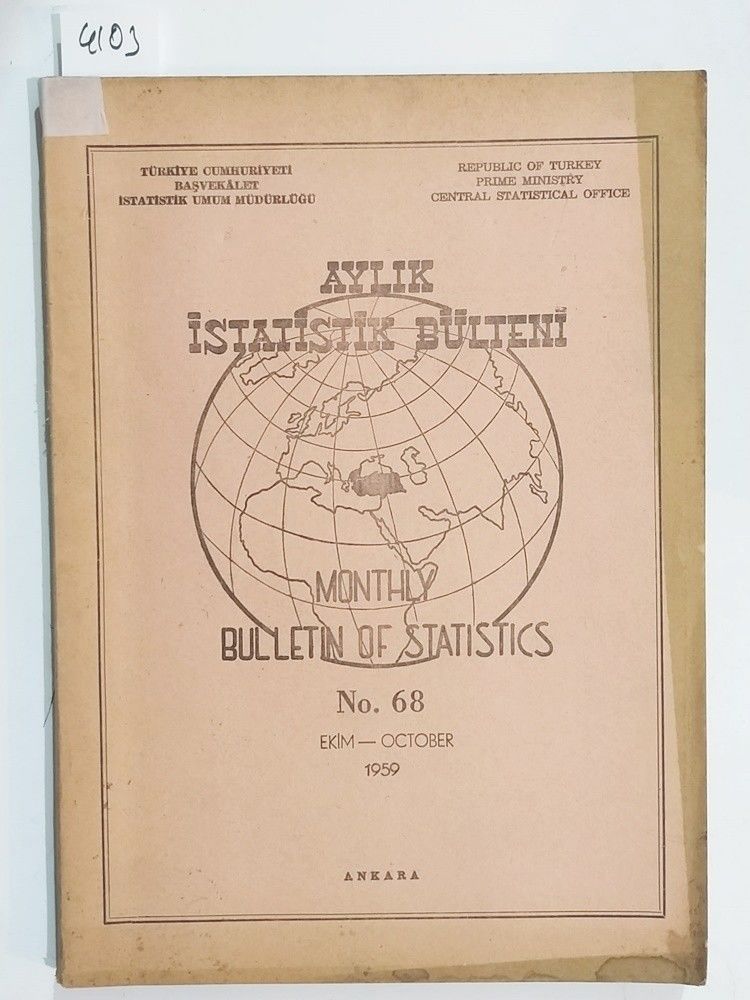 4103
TÜRKİYE CUMHURİYETİ
BAŞVEKÂLET
İSTATİSTİK UMUM MÜDÜRLÜĞÜ
REPUBLIC OF TURKEY
PRIME MINISTRY
CENTRAL STATISTICAL OFFICE
AYLIK
İSTATİSTİK BÜLTENİ
MONTHLY
BULLETIN OF STATISTICS
No. 68
EKİM — OCTOBER
1959
ANKARA